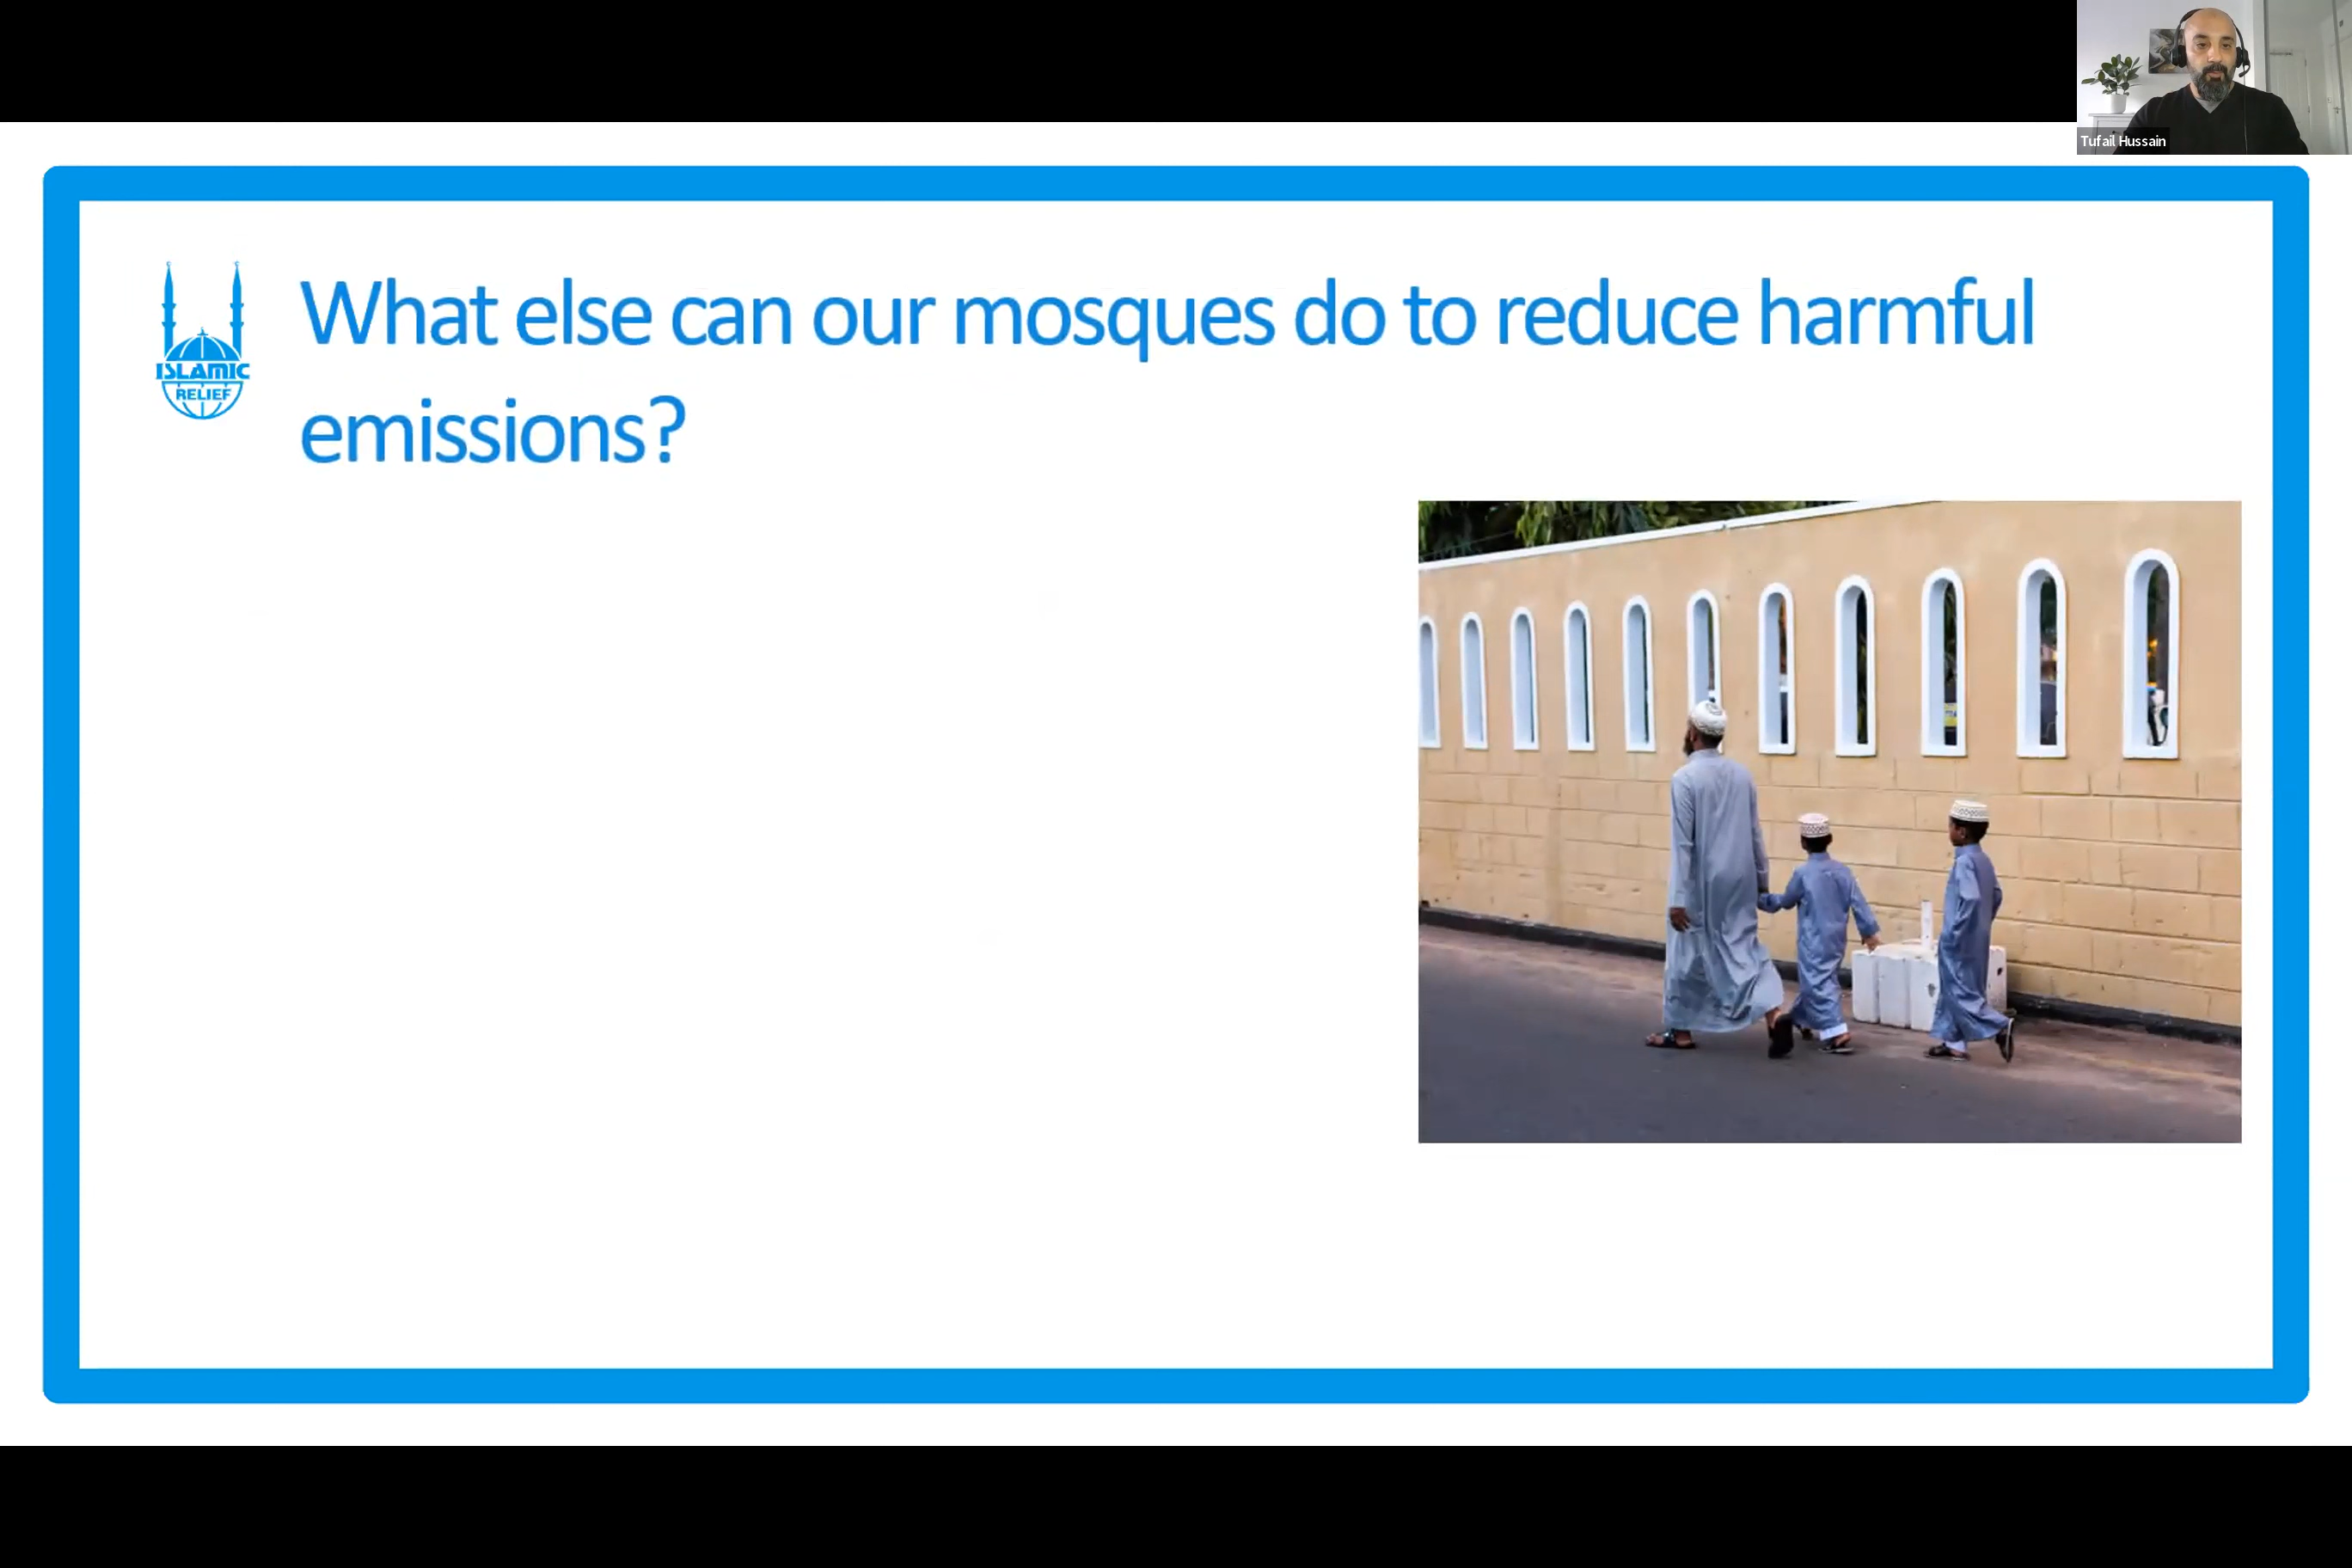 Tufail Hussain
What else can our mosques do to reduce harmful
emissions?
ISLAMIC
RELIEF